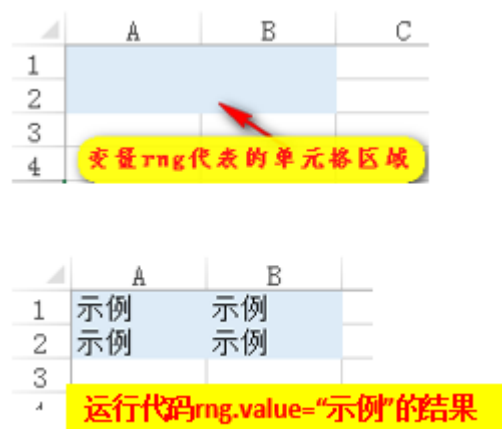 A B C
1
2
3
4
变量rng代表的单元格区域
A B
1 示例 示例
2 示例 示例
3
4
运行代码rng.value=“示例”的结果